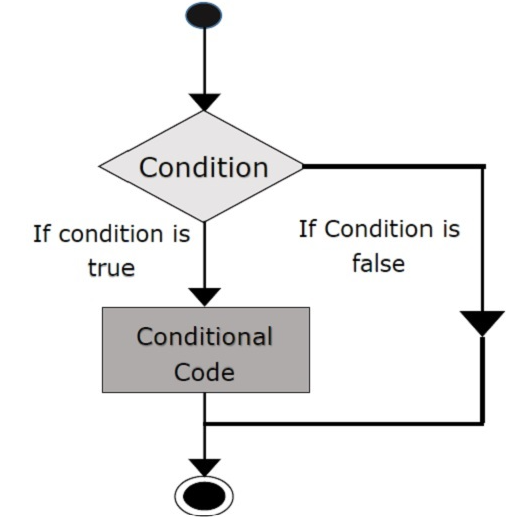 Condition
If condition is
true
If Condition is
false
Conditional
Code